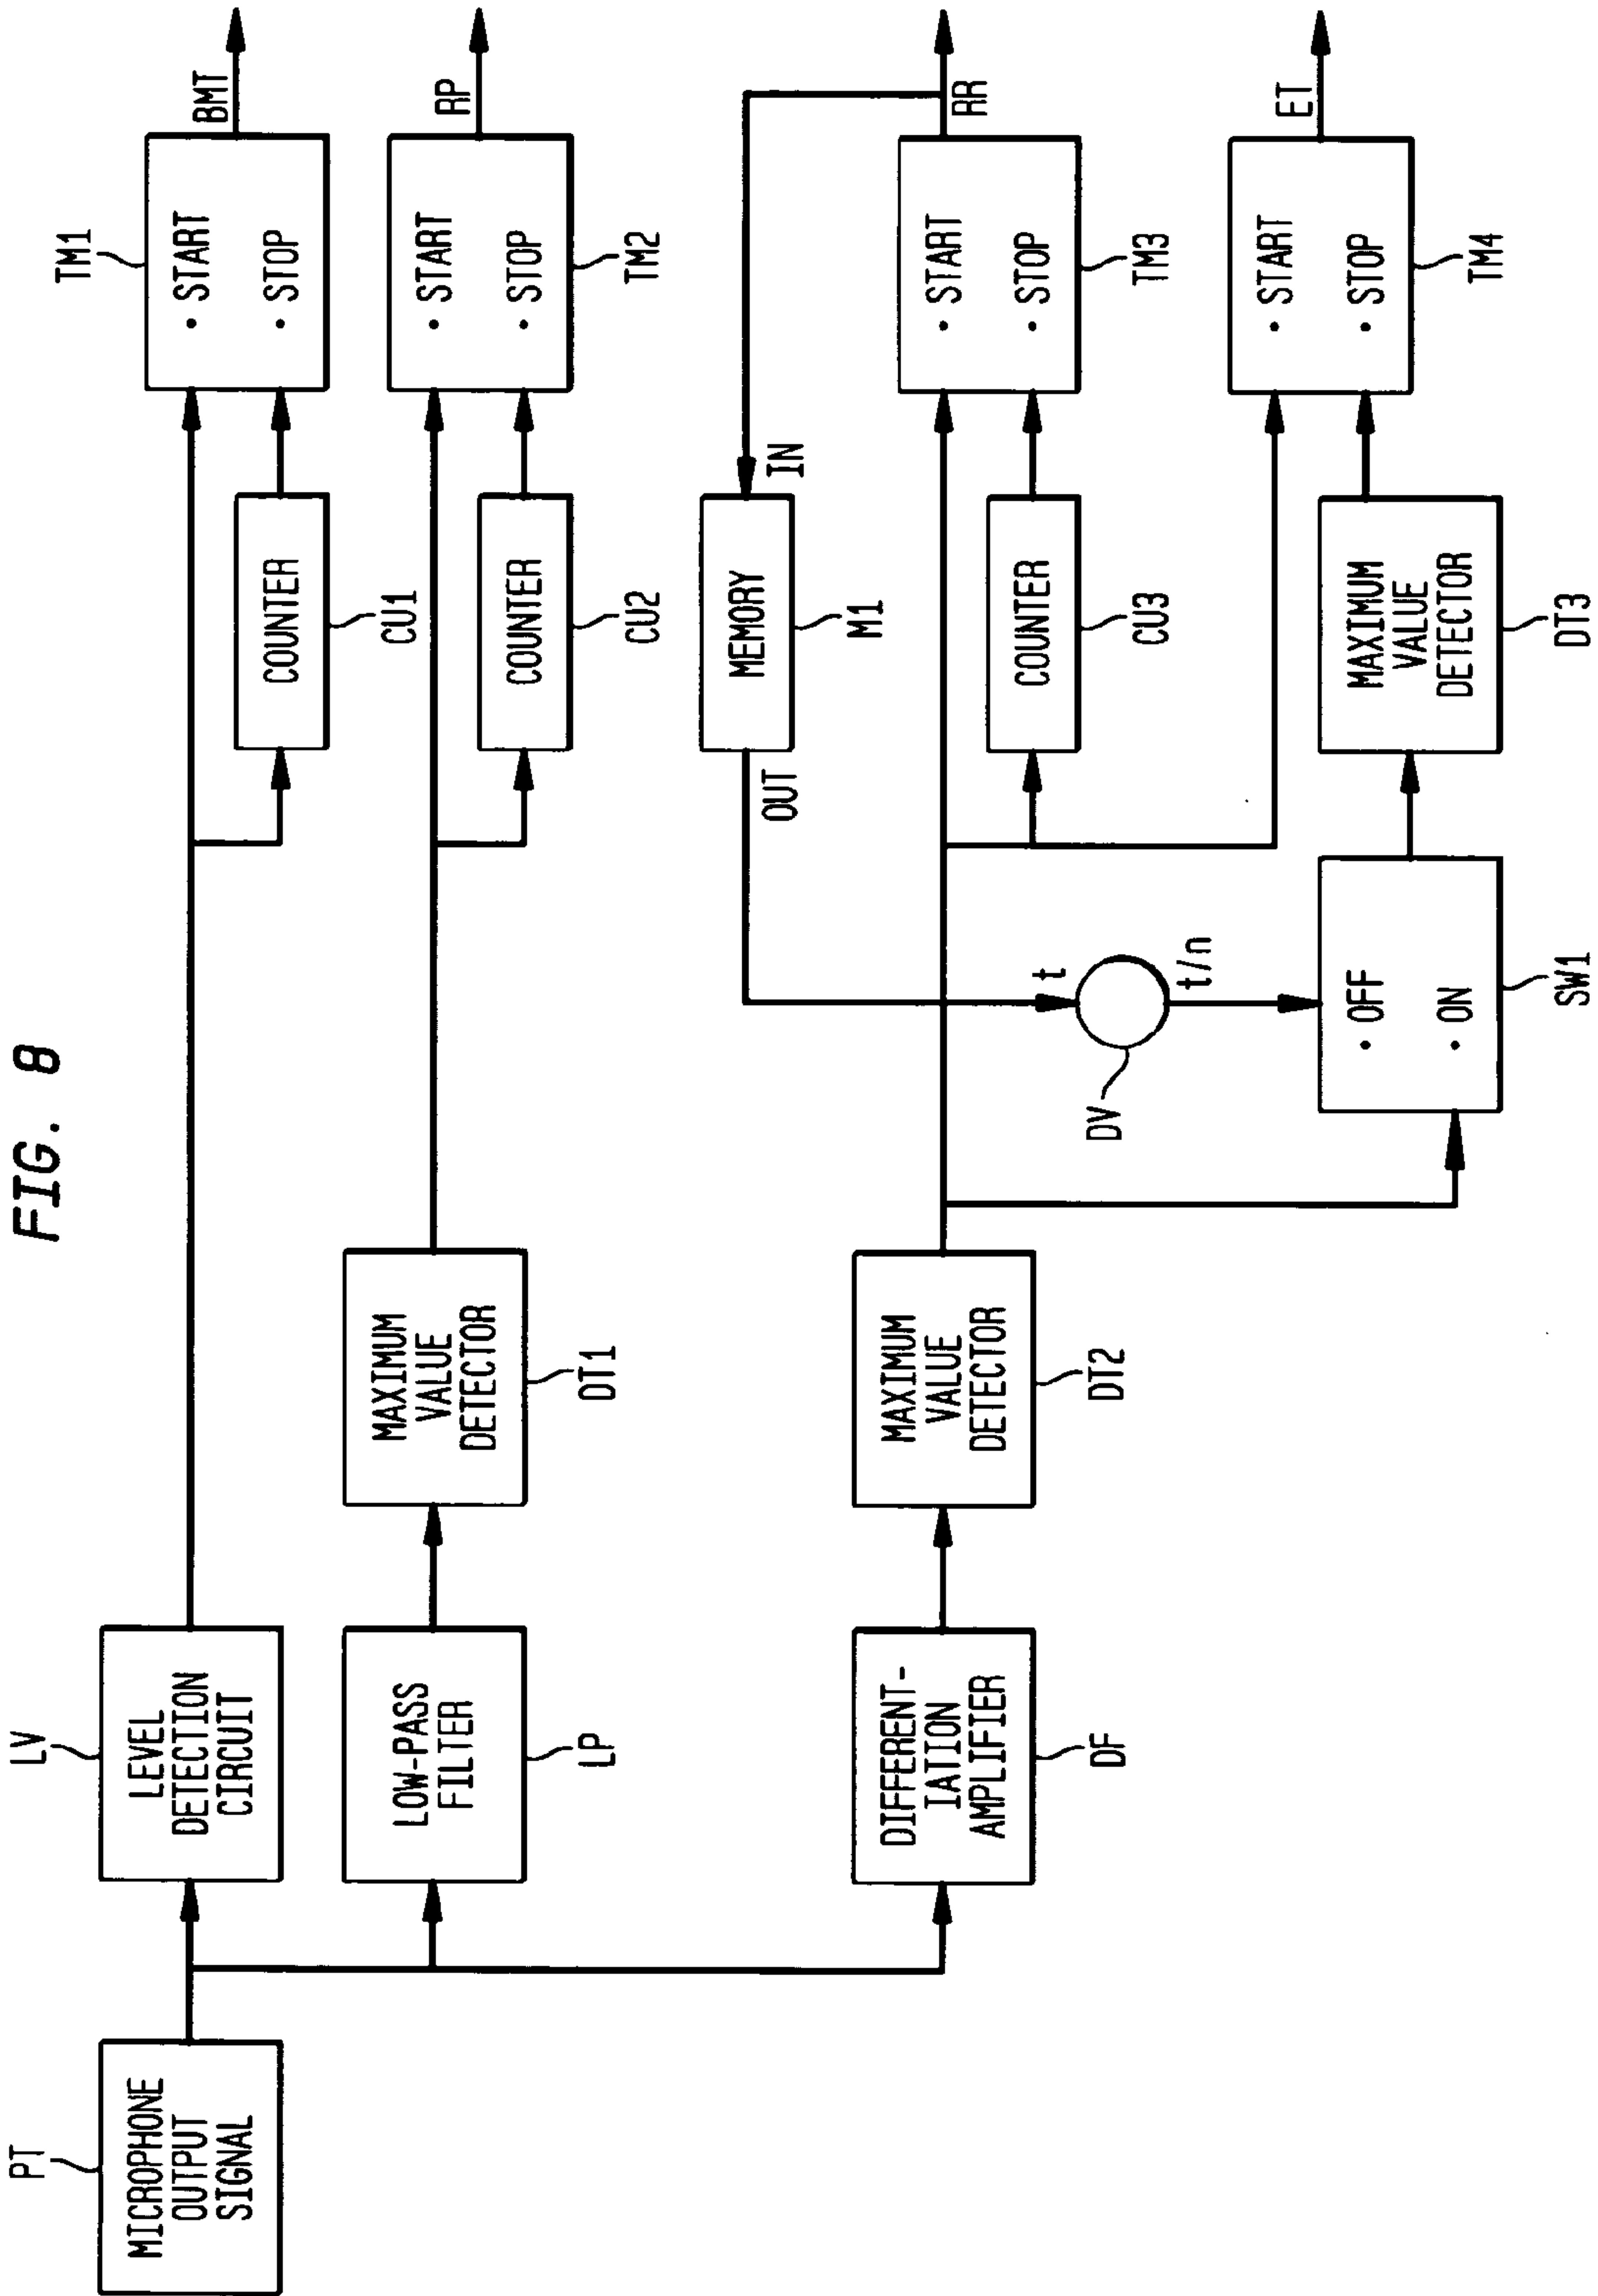 FIG. 8
PT
MICROPHONE
OUTPUT
SIGNAL
LV
LEVEL
DETECTION
CIRCUIT
TM1
• START
• STOP
BMT
COUNTER
CU1
LOW-PASS
FILTER
LP
MAXIMUM
VALUE
DETECTOR
DT1
• START
• STOP
TM2
RP
COUNTER
CU2
MEMORY
M1
IN
OUT
DIFFERENT-
IATION
AMPLIFIER
DF
MAXIMUM
VALUE
DETECTOR
DT2
• START
• STOP
TM3
RR
COUNTER
CU3
t
DV
t/n
• OFF
• ON
SW1
MAXIMUM
VALUE
DETECTOR
DT3
• START
• STOP
TM4
ET